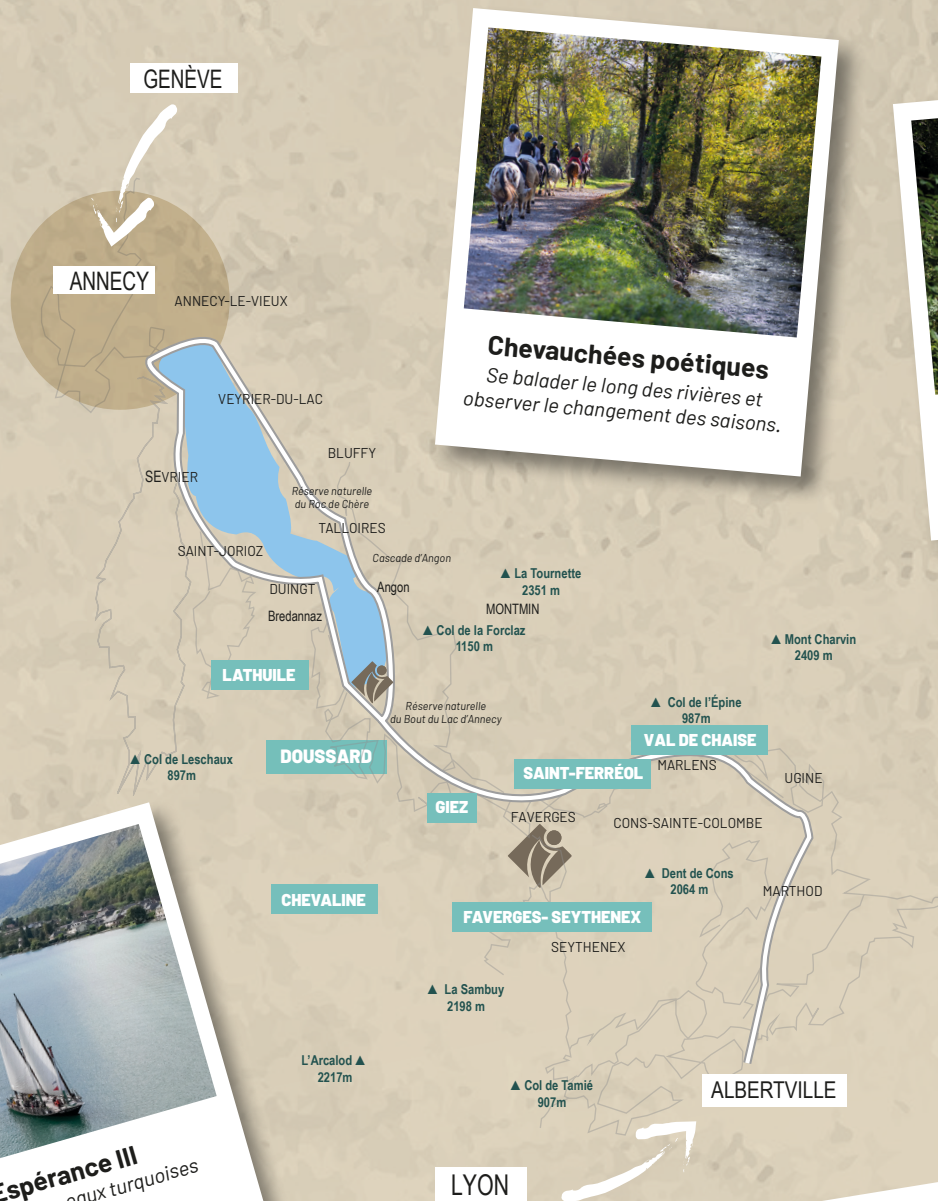 GENÈVE
ANNECY
ANNECY-LE-VIEUX
Chevauchées poétiques
Se balader le long des rivières et
observer le changement des saisons.
VEYRIER-DU-LAC
BLUFFY
SEVRIER
Réserve naturelle
du Roc de Chère
TALLOIRES
SAINT-JORIOZ
Cascade d'Angon
DUINGT
Angon
▲ La Tournette
2351 m
MONTMIN
Bredannaz
▲ Col de la Forclaz
1150 m
▲ Mont Charvin
2409 m
LATHUILE
Réserve naturelle
du Bout du Lac d'Annecy
▲ Col de l'Épine
987m
VAL DE CHAISE
DOUSSARD
▲ Col de Leschaux
897m
SAINT-FERRÉOL
MARLENS
UGINE
GIEZ
FAVERGES
CONS-SAINTE-COLOMBE
▲ Dent de Cons
2064 m
MARTHOD
CHEVALINE
FAVERGES- SEYTHENEX
SEYTHENEX
▲ La Sambuy
2198 m
L'Arcalod ▲
2217m
▲ Col de Tamié
907m
ALBERTVILLE
Espérance III
eaux turquoises
LYON